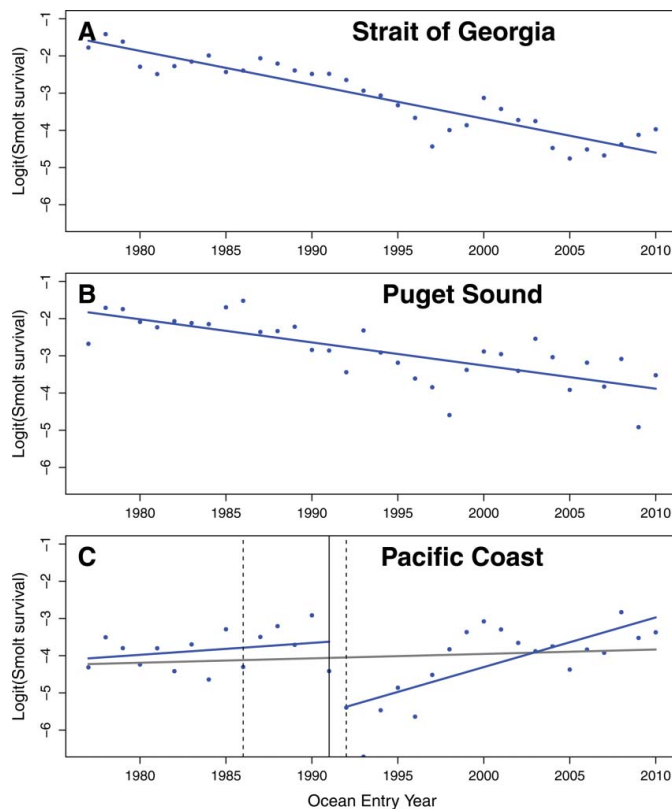 A
Strait of Georgia
Logit(Smolt survival)
−1
−2
−3
−4
−5
−6
1980 1985 1990 1995 2000 2005 2010
B
Puget Sound
Logit(Smolt survival)
−1
−2
−3
−4
−5
−6
1980 1985 1990 1995 2000 2005 2010
C
Pacific Coast
Logit(Smolt survival)
−1
−2
−3
−4
−5
−6
1980 1985 1990 1995 2000 2005 2010
Ocean Entry Year